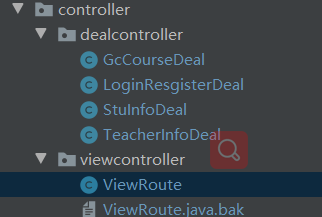 controller
dealcontroller
GcCourseDeal
LoginResgisterDeal
StuInfoDeal
TeacherInfoDeal
viewcontroller
ViewRoute
ViewRoute.java.bak